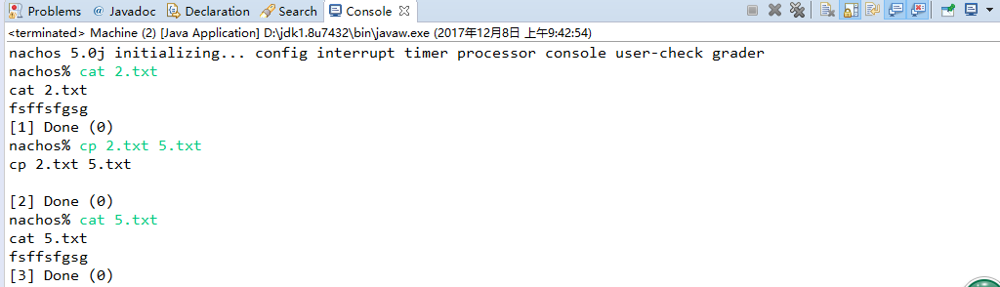 Problems @ Javadoc Declaration Search Console
<terminated> Machine (2) [Java Application] D:\jdk1.8u7432\bin\javaw.exe (2017年12月8日 上午9:42:54)
nachos 5.0j initializing... config interrupt timer processor console user-check grader
nachos% cat 2.txt
cat 2.txt
fsffsfgsg
[1] Done (0)
nachos% cp 2.txt 5.txt
cp 2.txt 5.txt
[2] Done (0)
nachos% cat 5.txt
cat 5.txt
fsffsfgsg
[3] Done (0)